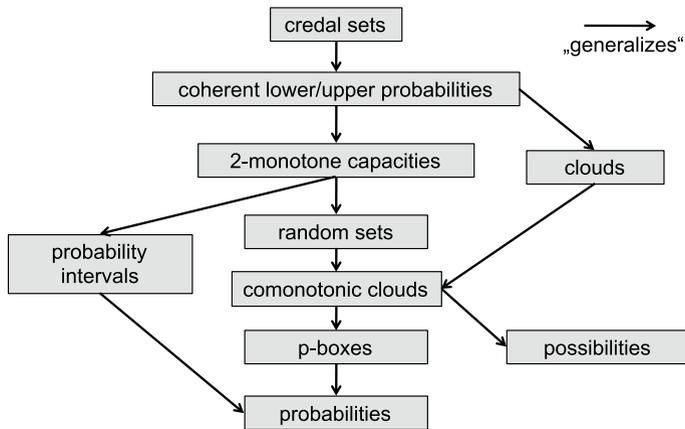 credal sets
„generalizes“
coherent lower/upper probabilities
2-monotone capacities
clouds
random sets
probability
intervals
comonotonic clouds
p-boxes
possibilities
probabilities